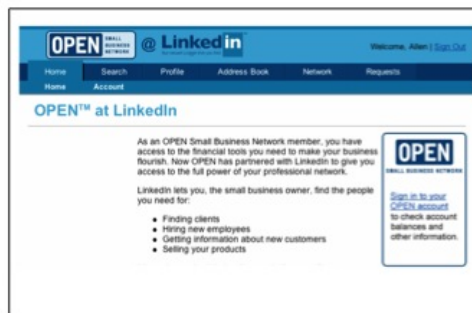 OPEN SMALL BUSINESS NETWORK @ Linkedin
Welcome, Allen | Sign Out
Home Search Profile Address Book Network Requests
Home Account
OPEN™ at LinkedIn
As an OPEN Small Business Network member, you have
access to the financial tools you need to make your business
flourish. Now OPEN has partnered with LinkedIn to give you
access to the full power of your professional network.
LinkedIn lets you, the small business owner, find the people
you need for:
• Finding clients
• Hiring new employees
• Getting information about new customers
• Selling your products
OPEN
SMALL BUSINESS NETWORK
Sign in to your
OPEN account
to check account
balances and
other information.